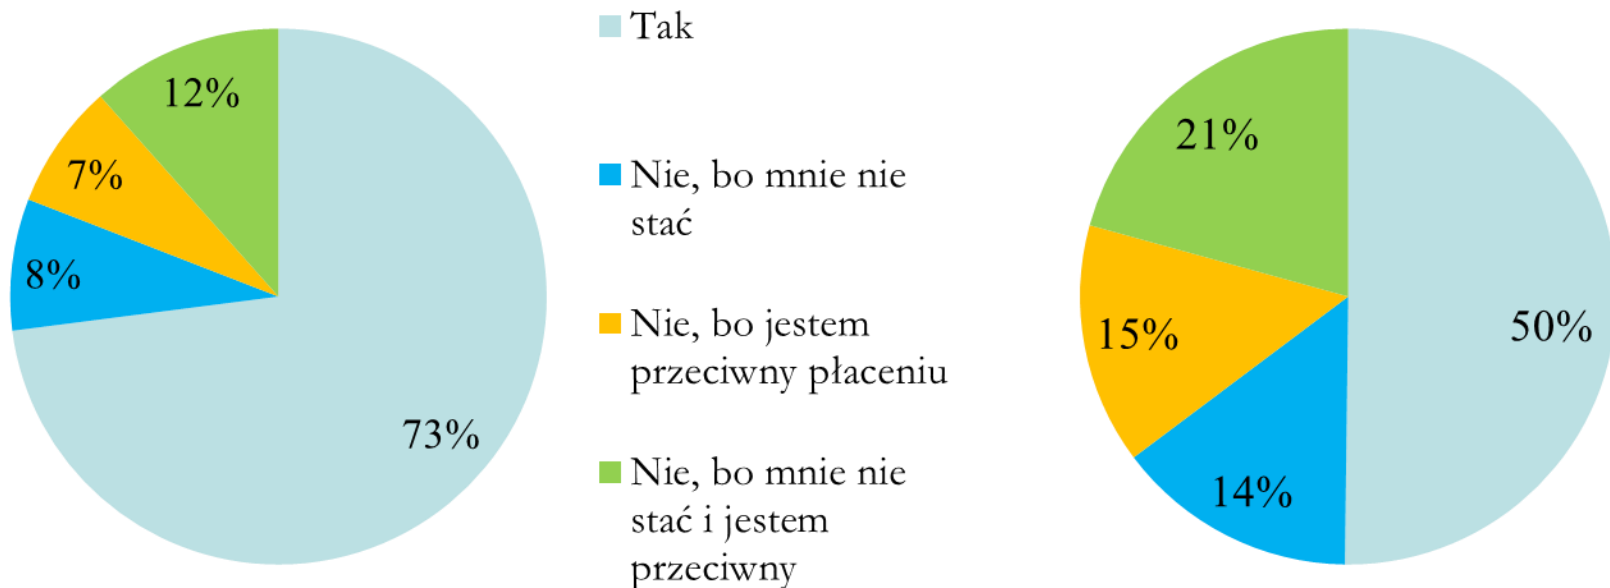 12%
7%
8%
73%
Tak
Nie, bo mnie nie
stać
Nie, bo jestem
przeciwny płaceniu
Nie, bo mnie nie
stać i jestem
przeciwny
21%
15%
14%
50%